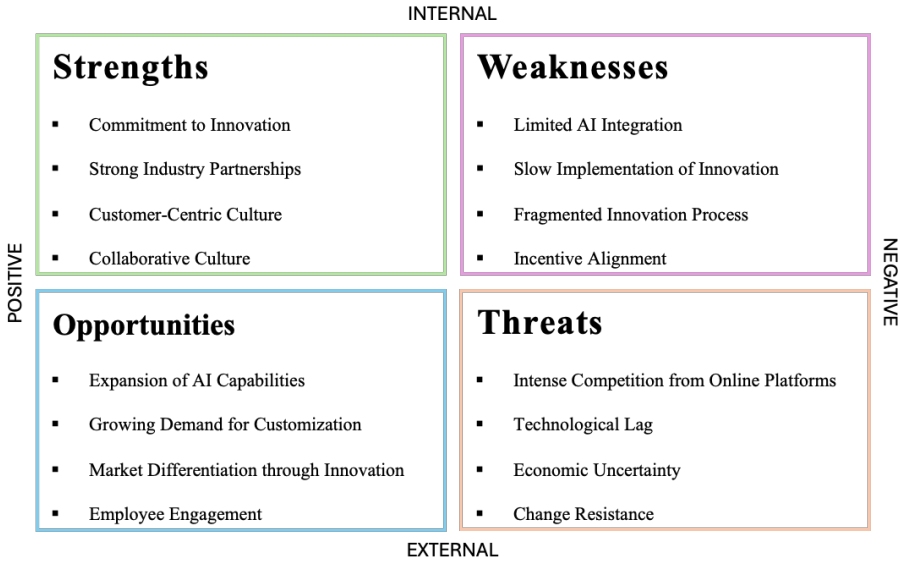 INTERNAL
Strengths
▪ Commitment to Innovation
▪ Strong Industry Partnerships
▪ Customer-Centric Culture
▪ Collaborative Culture
Weaknesses
▪ Limited AI Integration
▪ Slow Implementation of Innovation
▪ Fragmented Innovation Process
▪ Incentive Alignment
POSITIVE
NEGATIVE
Opportunities
▪ Expansion of AI Capabilities
▪ Growing Demand for Customization
▪ Market Differentiation through Innovation
▪ Employee Engagement
Threats
▪ Intense Competition from Online Platforms
▪ Technological Lag
▪ Economic Uncertainty
▪ Change Resistance
EXTERNAL